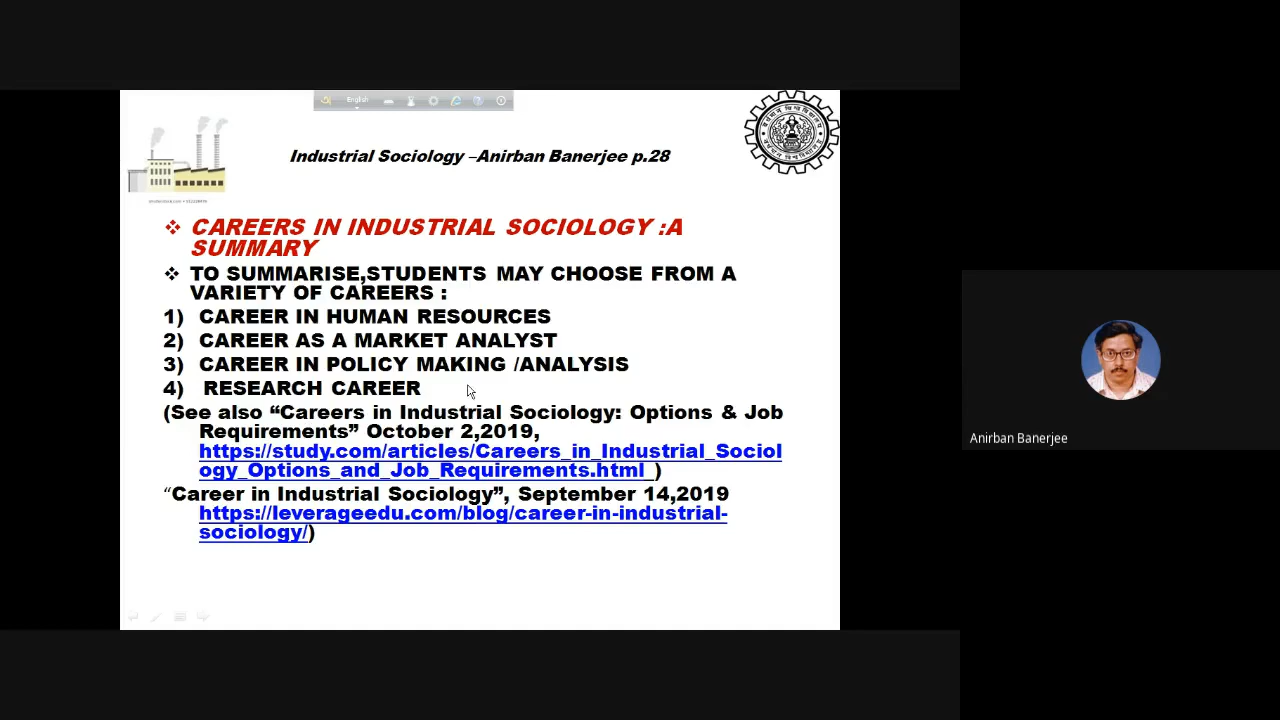 English
Industrial Sociology –Anirban Banerjee p.28
❖ CAREERS IN INDUSTRIAL SOCIOLOGY :A
SUMMARY
❖ TO SUMMARISE,STUDENTS MAY CHOOSE FROM A
VARIETY OF CAREERS :
1) CAREER IN HUMAN RESOURCES
2) CAREER AS A MARKET ANALYST
3) CAREER IN POLICY MAKING /ANALYSIS
4) RESEARCH CAREER
(See also “Careers in Industrial Sociology: Options & Job
Requirements” October 2,2019,
https://study.com/articles/Careers_in_Industrial_Sociol
ogy_Options_and_Job_Requirements.html )
“Career in Industrial Sociology”, September 14,2019
https://leverageedu.com/blog/career-in-industrial-
sociology/)
Anirban Banerjee